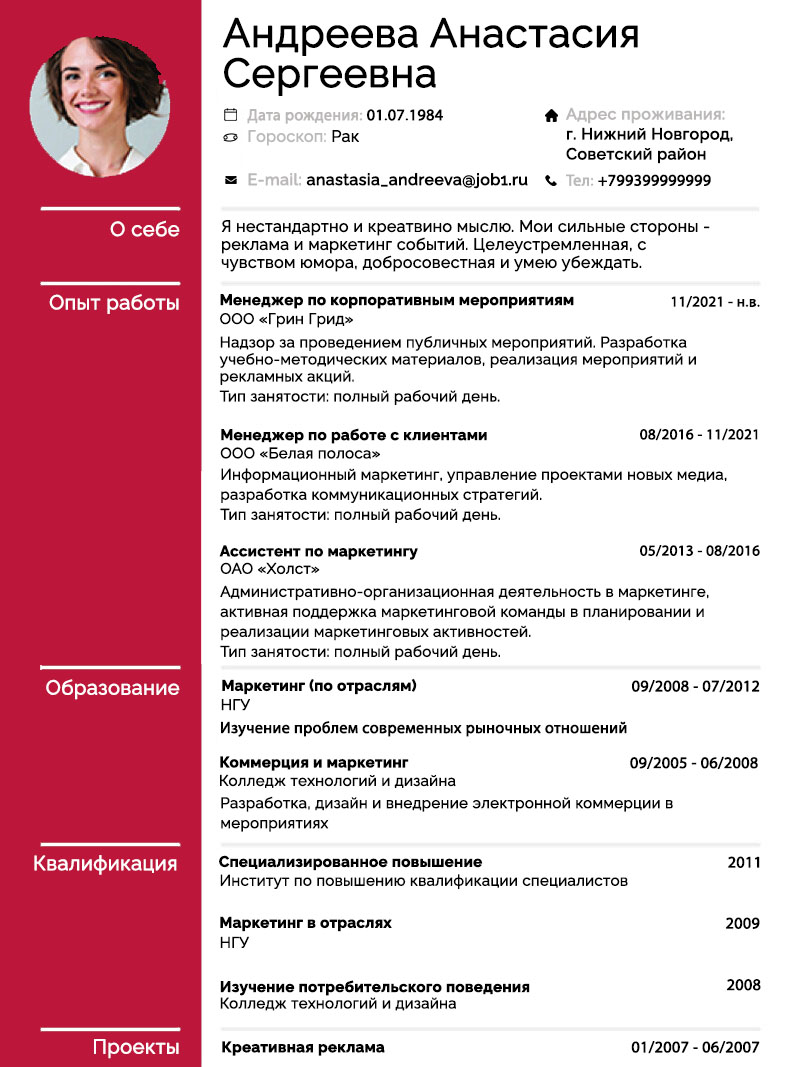 Андреева Анастасия
Сергеевна
Дата рождения: 01.07.1984
Гороскоп: Рак
Адрес проживания:
г. Нижний Новгород,
Советский район
E-mail: anastasia_andreeva@job1.ru
Тел: +799399999999
О себе
Я нестандартно и креатвино мыслю. Мои сильные стороны -
реклама и маркетинг событий. Целеустремленная, с
чувством юмора, добросовестная и умею убеждать.
Опыт работы
Менеджер по корпоративным мероприятиям 11/2021 - н.в.
ООО «Грин Грид»
Надзор за проведением публичных мероприятий. Разработка
учебно-методических материалов, реализация мероприятий и
рекламных акций.
Тип занятости: полный рабочий день.
Менеджер по работе с клиентами 08/2016 - 11/2021
ООО «Белая полоса»
Информационный маркетинг, управление проектами новых медиа,
разработка коммуникационных стратегий.
Тип занятости: полный рабочий день.
Ассистент по маркетингу 05/2013 - 08/2016
ОАО «Холст»
Административно-организационная деятельность в маркетинге,
активная поддержка маркетинговой команды в планировании и
реализации маркетинговых активностей.
Тип занятости: полный рабочий день.
Образование
Маркетинг (по отраслям) 09/2008 - 07/2012
НГУ
Изучение проблем современных рыночных отношений
Коммерция и маркетинг 09/2005 - 06/2008
Колледж технологий и дизайна
Разработка, дизайн и внедрение электронной коммерции в
мероприятиях
Квалификация
Специализированное повышение 2011
Институт по повышению квалификации специалистов
Маркетинг в отраслях 2009
НГУ
Изучение потребительского поведения 2008
Колледж технологий и дизайна
Проекты
Креативная реклама 01/2007 - 06/2007